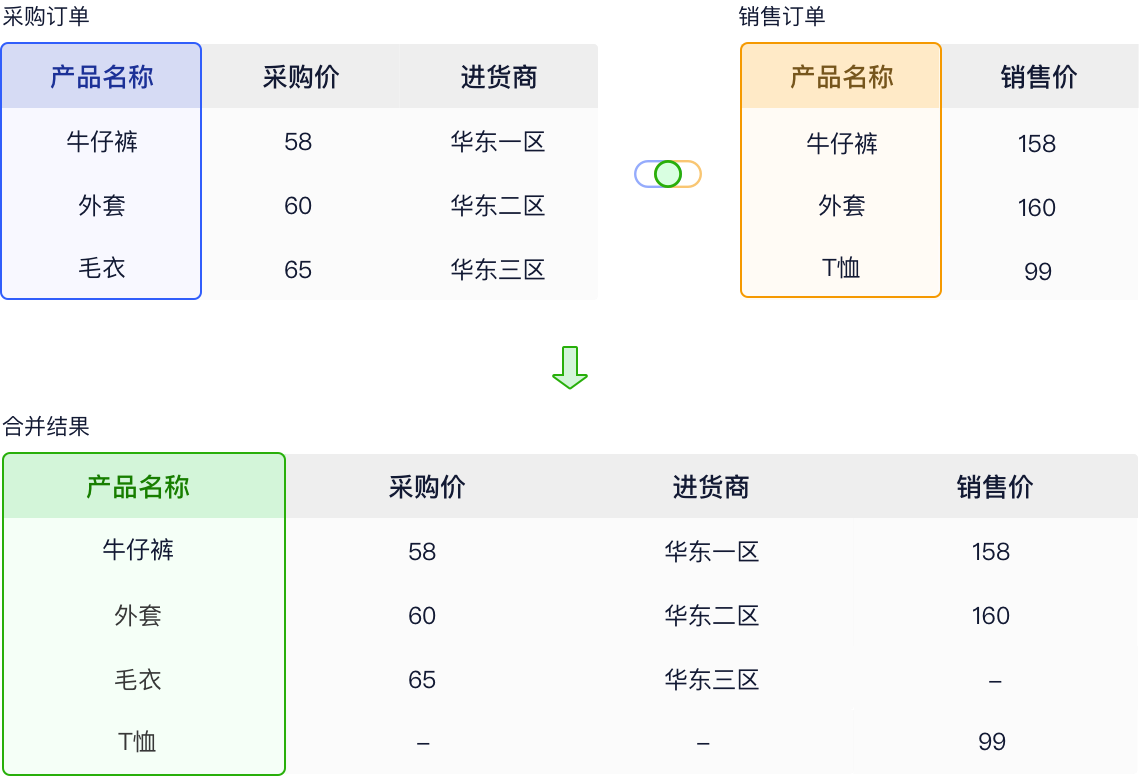 采购订单
产品名称 采购价 进货商
牛仔裤 58 华东一区
外套 60 华东二区
毛衣 65 华东三区
销售订单
产品名称 销售价
牛仔裤 158
外套 160
T恤 99
合并结果
产品名称 采购价 进货商 销售价
牛仔裤 58 华东一区 158
外套 60 华东二区 160
毛衣 65 华东三区 –
T恤 – – 99